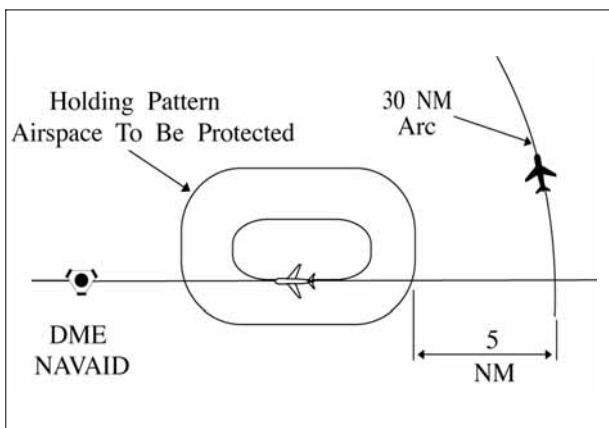 Holding Pattern
Airspace To Be Protected
30 NM
Arc
DME
NAVAID
5
NM